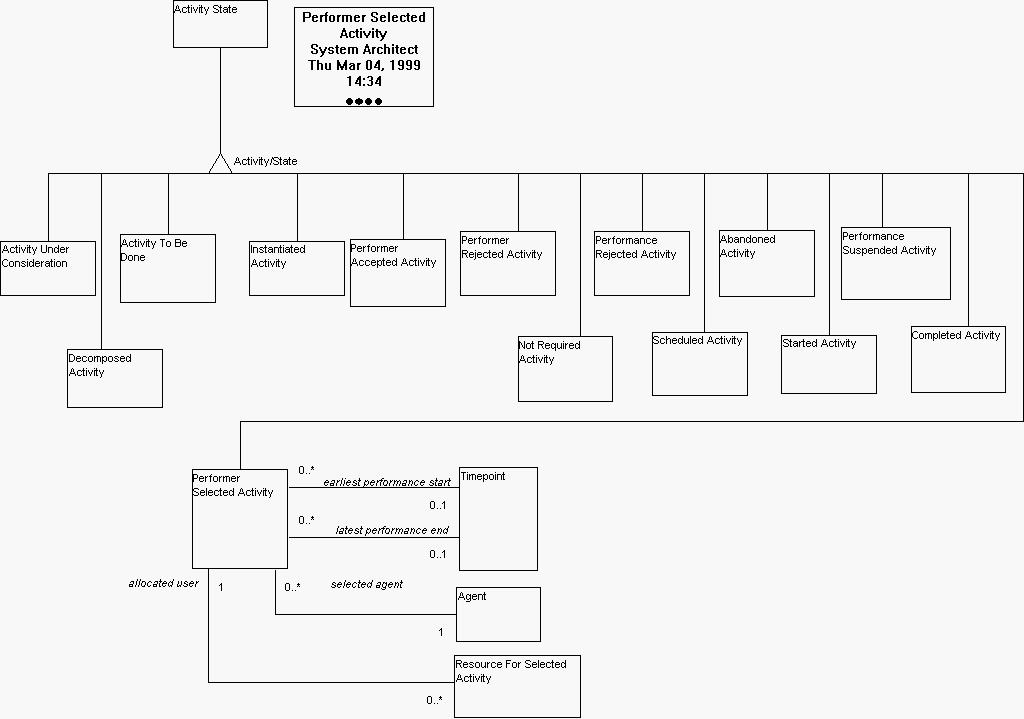 Activity State
Performer Selected
Activity
System Architect
Thu Mar 04, 1999
14:34
Activity/State
Activity Under
Consideration
Activity To Be
Done
Instantiated
Activity
Performer
Accepted Activity
Performer
Rejected Activity
Performance
Rejected Activity
Abandoned
Activity
Performance
Suspended Activity
Decomposed
Activity
Not Required
Activity
Scheduled Activity
Started Activity
Completed Activity
Performer
Selected Activity
0..*
earliest performance start
0..1
Timepoint
0..*
latest performance end
0..1
allocated user
1
0..*
selected agent
Agent
1
Resource For Selected
Activity
0..*